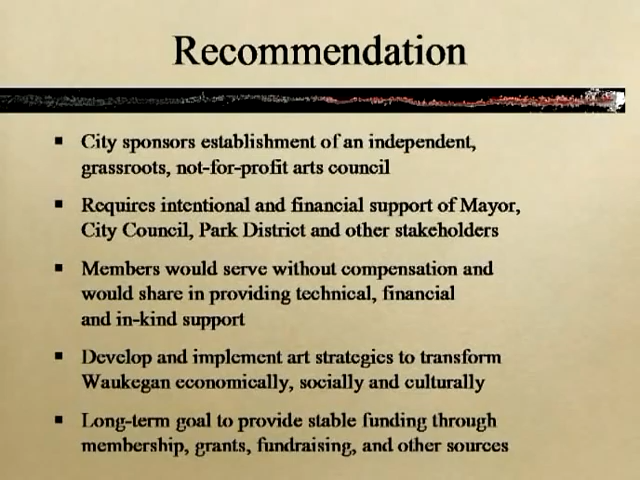 Recommendation
▪ City sponsors establishment of an independent,
grassroots, not-for-profit arts council
▪ Requires intentional and financial support of Mayor,
City Council, Park District and other stakeholders
▪ Members would serve without compensation and
would share in providing technical, financial
and in-kind support
▪ Develop and implement art strategies to transform
Waukegan economically, socially and culturally
▪ Long-term goal to provide stable funding through
membership, grants, fundraising, and other sources